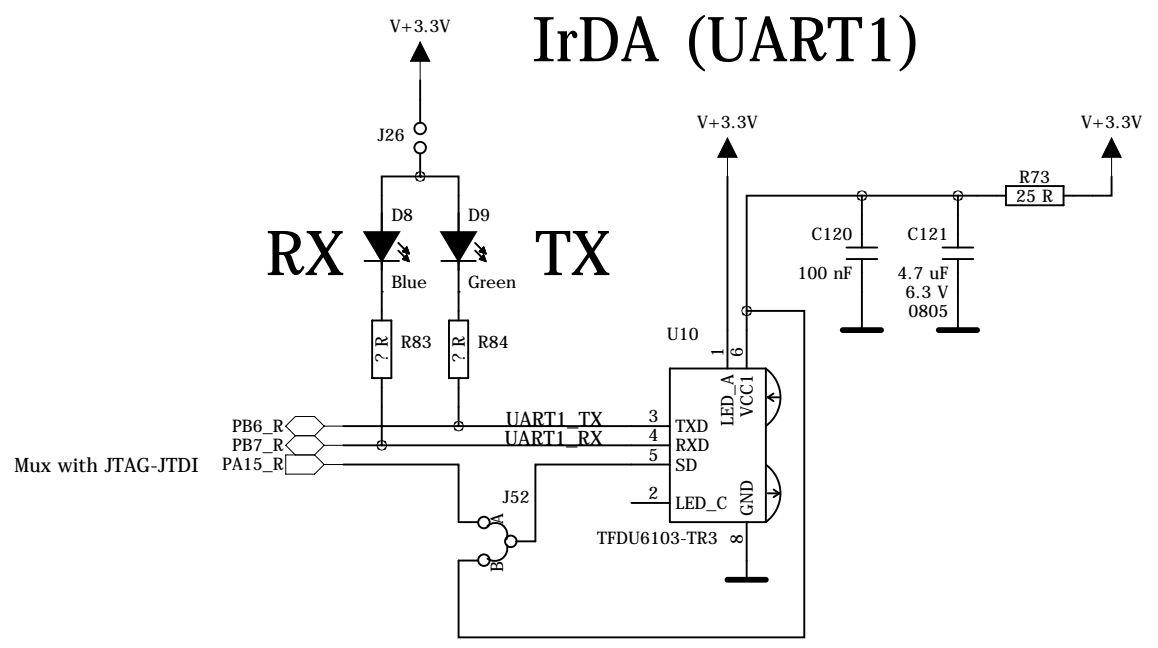 IrDA (UART1)
V+3.3V
J26
V+3.3V
V+3.3V
R73
25 R
D8
D9
RX
TX
Blue
Green
C120
100 nF
C121
4.7 uF
6.3 V
0805
? R
R83
? R
R84
U10
1
6
LED_A
VCC1
PB6_R
UART1_TX
3
TXD
PB7_R
UART1_RX
4
RXD
Mux with JTAG-JTDI
PA15_R
5
SD
J52
2
LED_C
GND
A
B
TFDU6103-TR3
8